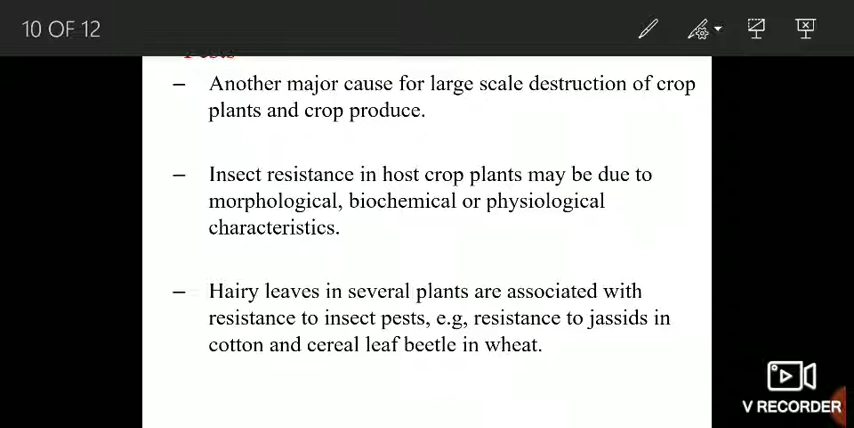 10 OF 12
Pests
– Another major cause for large scale destruction of crop
plants and crop produce.
– Insect resistance in host crop plants may be due to
morphological, biochemical or physiological
characteristics.
– Hairy leaves in several plants are associated with
resistance to insect pests, e.g, resistance to jassids in
cotton and cereal leaf beetle in wheat.
V RECORDER